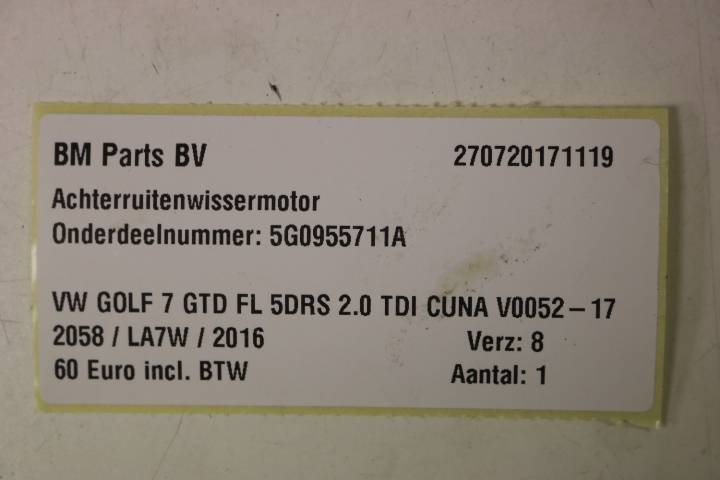 BM Parts BV 270720171119
Achterruitenwissermotor
Onderdeelnummer: 5G0955711A
VW GOLF 7 GTD FL 5DRS 2.0 TDI CUNA V0052-17
2058 / LA7W / 2016 Verz: 8
60 Euro incl. BTW Aantal: 1